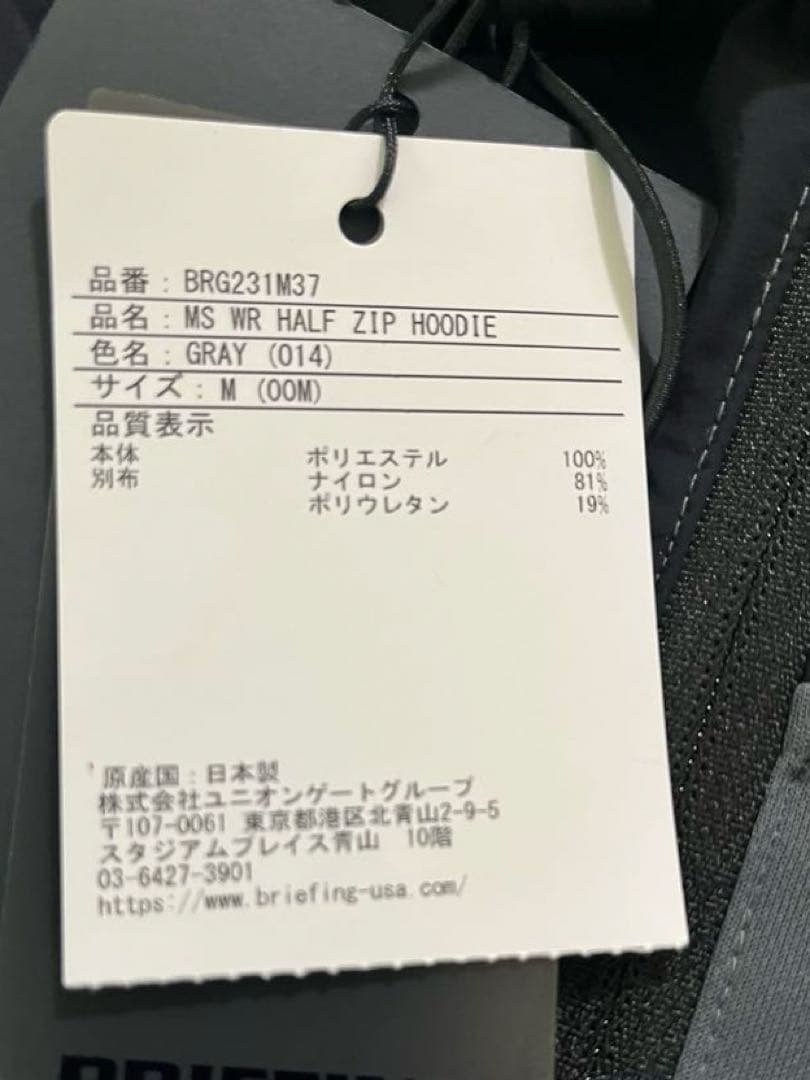 品番：BRG231M37
品名：MS WR HALF ZIP HOODIE
色名：GRAY (014)
サイズ：M (00M)
品質表示
本体 ポリエステル 100%
別布 ナイロン 81%
ポリウレタン 19%
原産国：日本製
株式会社ユニオンゲートグループ
〒107-0061 東京都港区北青山2-9-5
スタジアムプレイス青山 10階
03-6427-3901
https://www.briefing-usa.com/